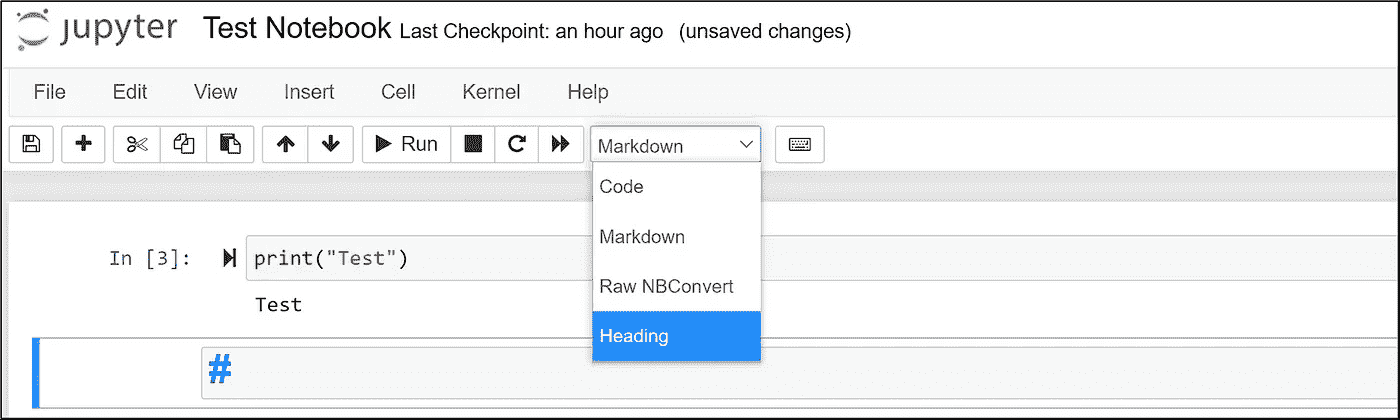 jupyter Test Notebook Last Checkpoint: an hour ago (unsaved changes)
File Edit View Insert Cell Kernel Help
Run Markdown
Code
Markdown
Raw NBConvert
Heading
In [3]: print("Test")
Test
#